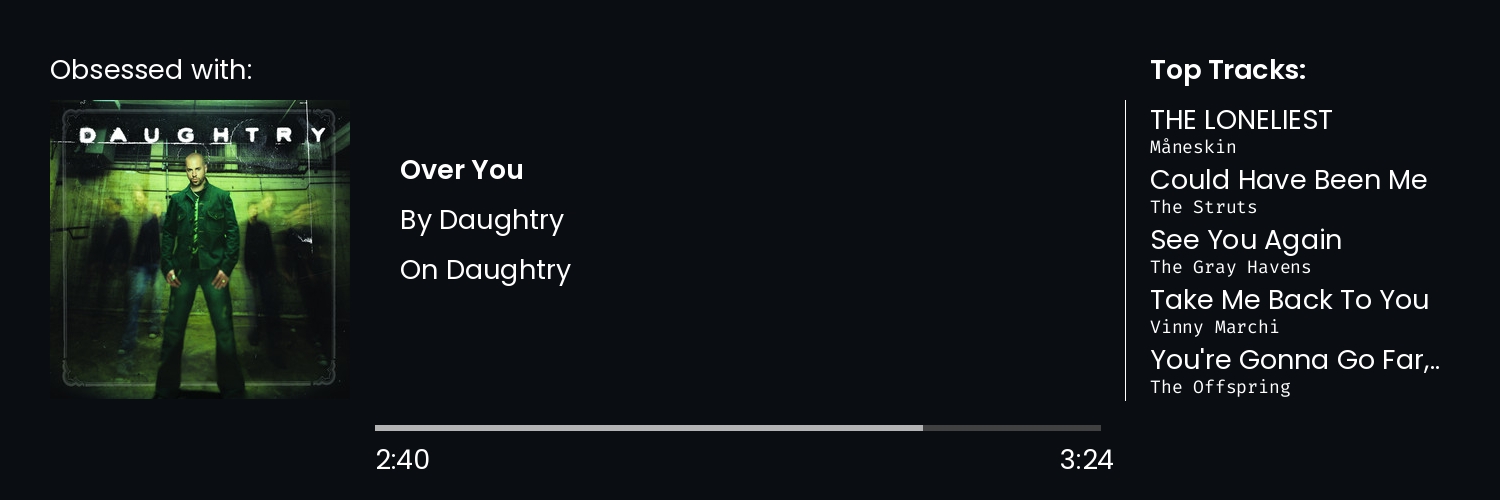 Obsessed with:
DAUGHTRY
Over You
By Daughtry
On Daughtry
2:40
3:24
Top Tracks:
THE LONELIEST
Måneskin
Could Have Been Me
The Struts
See You Again
The Gray Havens
Take Me Back To You
Vinny Marchi
You're Gonna Go Far,..
The Offspring